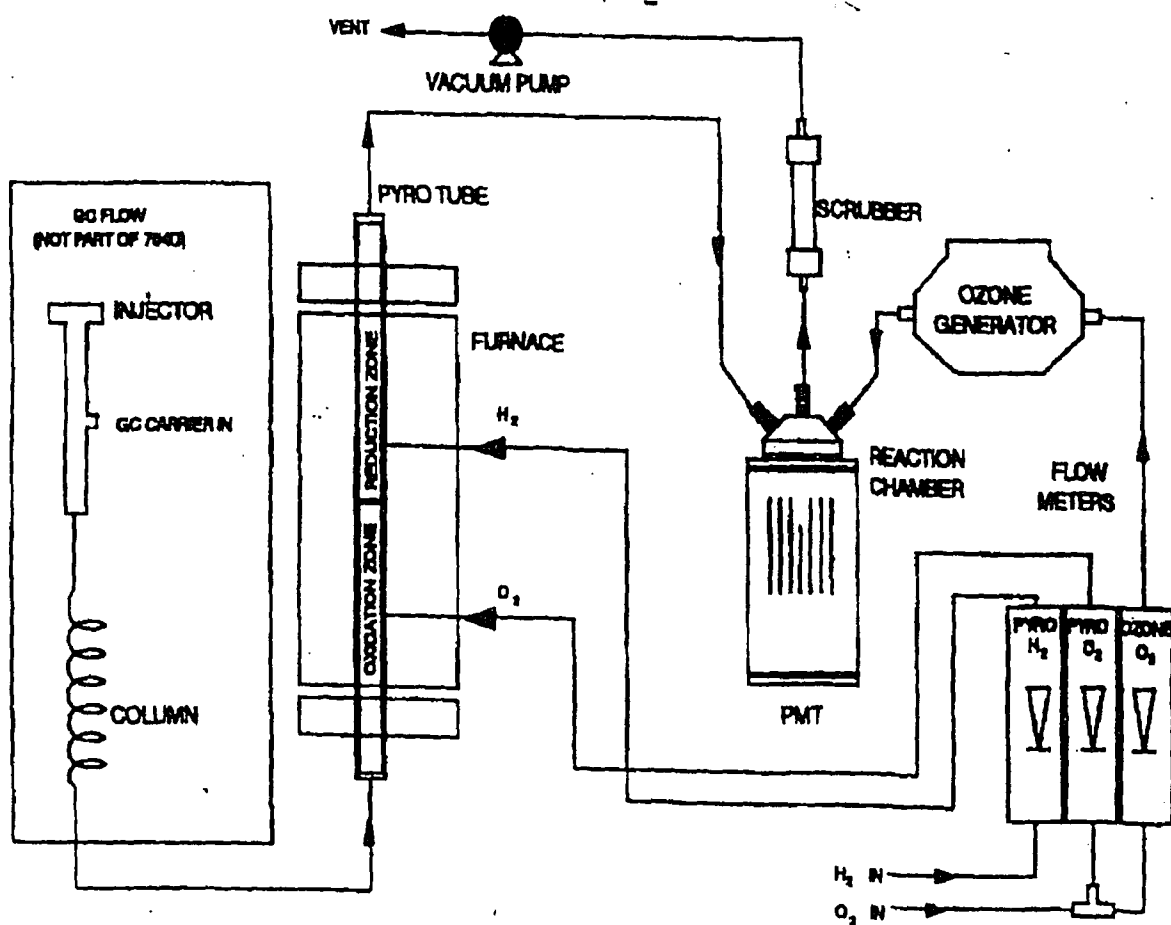 VENT
VACUUM PUMP
PYRO TUBE
SCRUBBER
GC FLOW
(NOT PART OF 754D)
INJECTOR
GC CARRIER IN
COLUMN
FURNACE
REDUCTION ZONE
OXIDATION ZONE
H₂
O₂
OZONE
GENERATOR
REACTION
CHAMBER
FLOW
METERS
PMT
PYRO
H₂
PYRO
O₂
OZONE
H₂ IN
O₂ IN